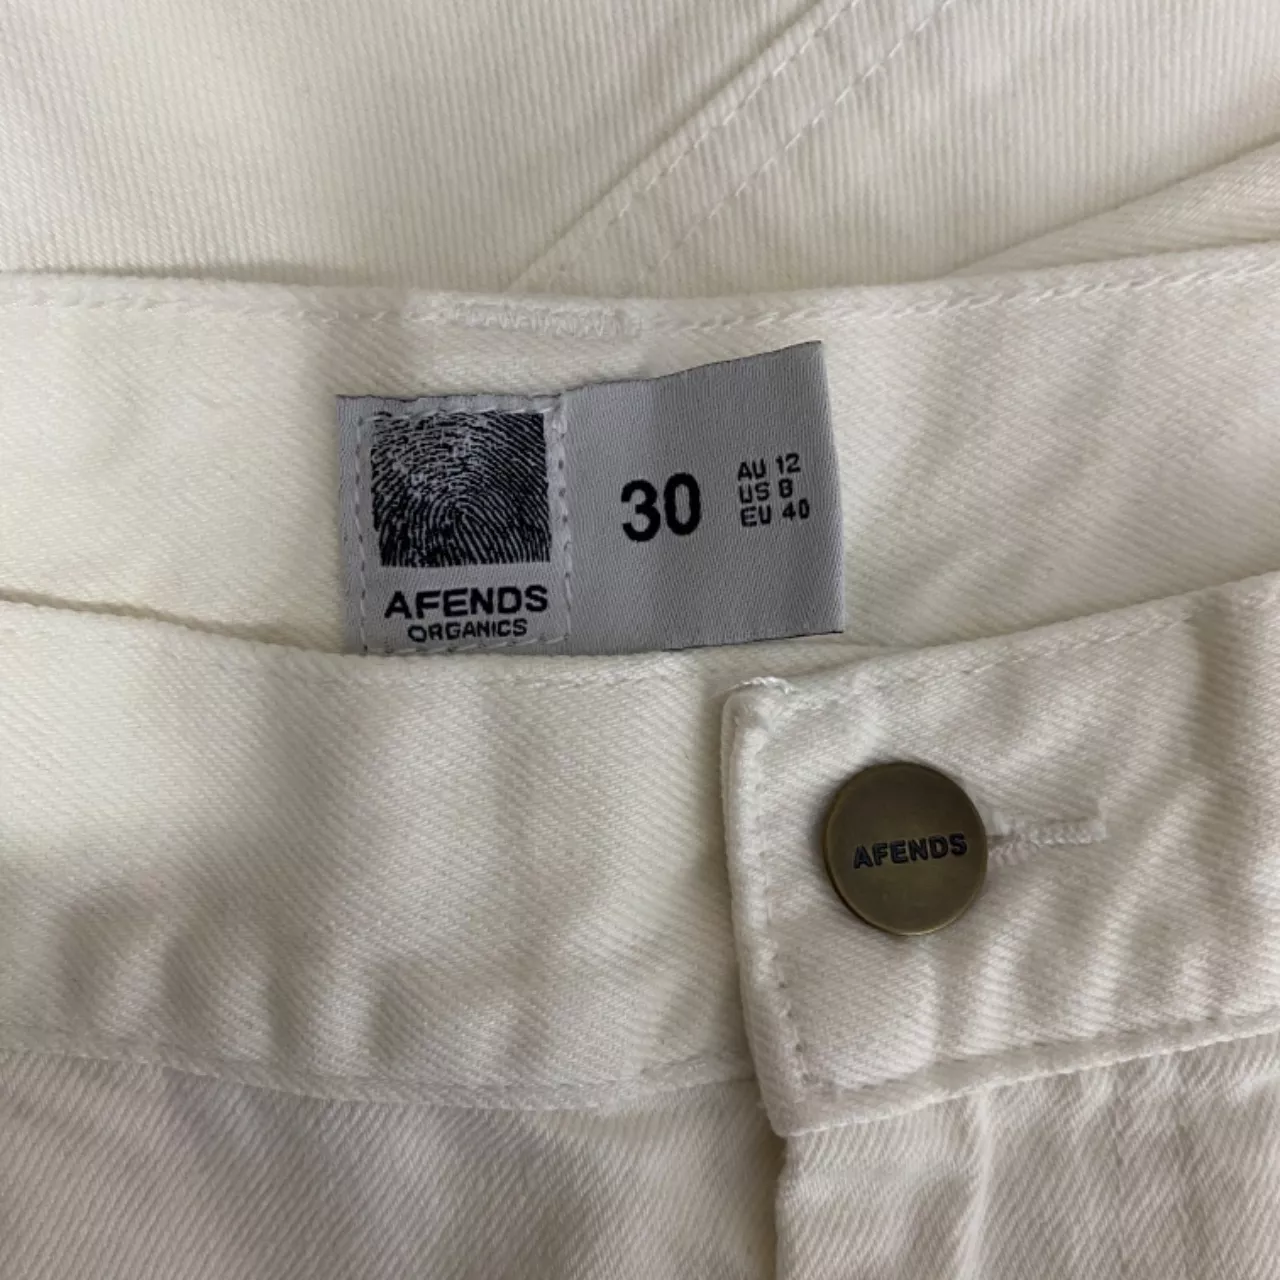 AFENDS
ORGANICS
30
AU 12
US 8
EU 40
AFENDS